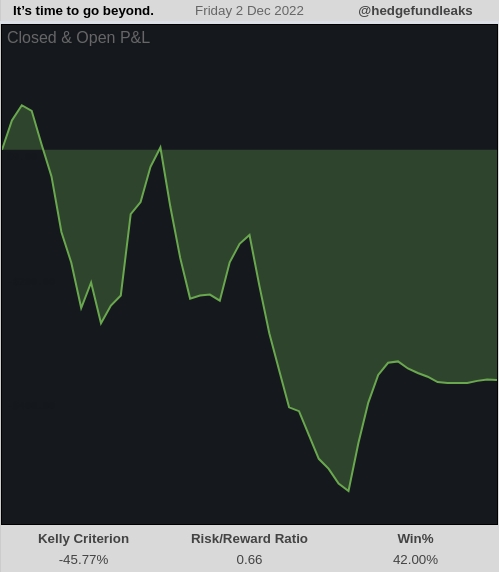 It's time to go beyond. Friday 2 Dec 2022 @hedgefundleaks
Closed & Open P&L
Kelly Criterion Risk/Reward Ratio Win%
-45.77% 0.66 42.00%